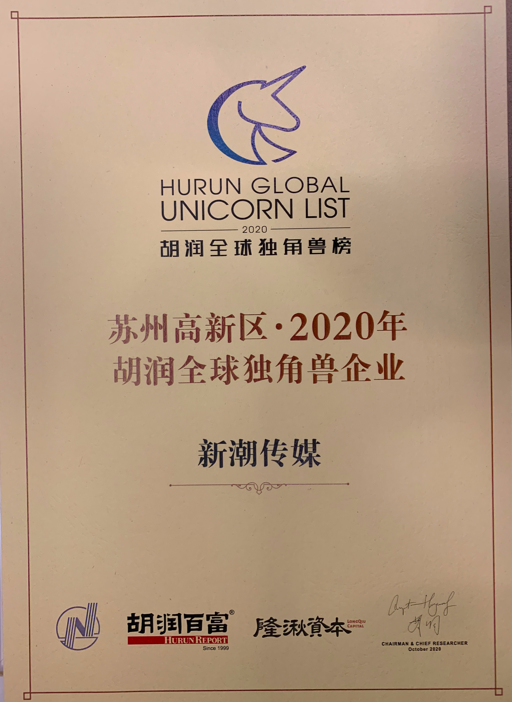 HURUN GLOBAL
UNICORN LIST
2020
胡润全球独角兽榜
苏州高新区·2020年
胡润全球独角兽企业
新潮传媒
胡润百富®
HURUN REPORT
Since 1999
隆湫資本
CAPITAL
CHAIRMAN & CHIEF RESEARCHER
October 2020